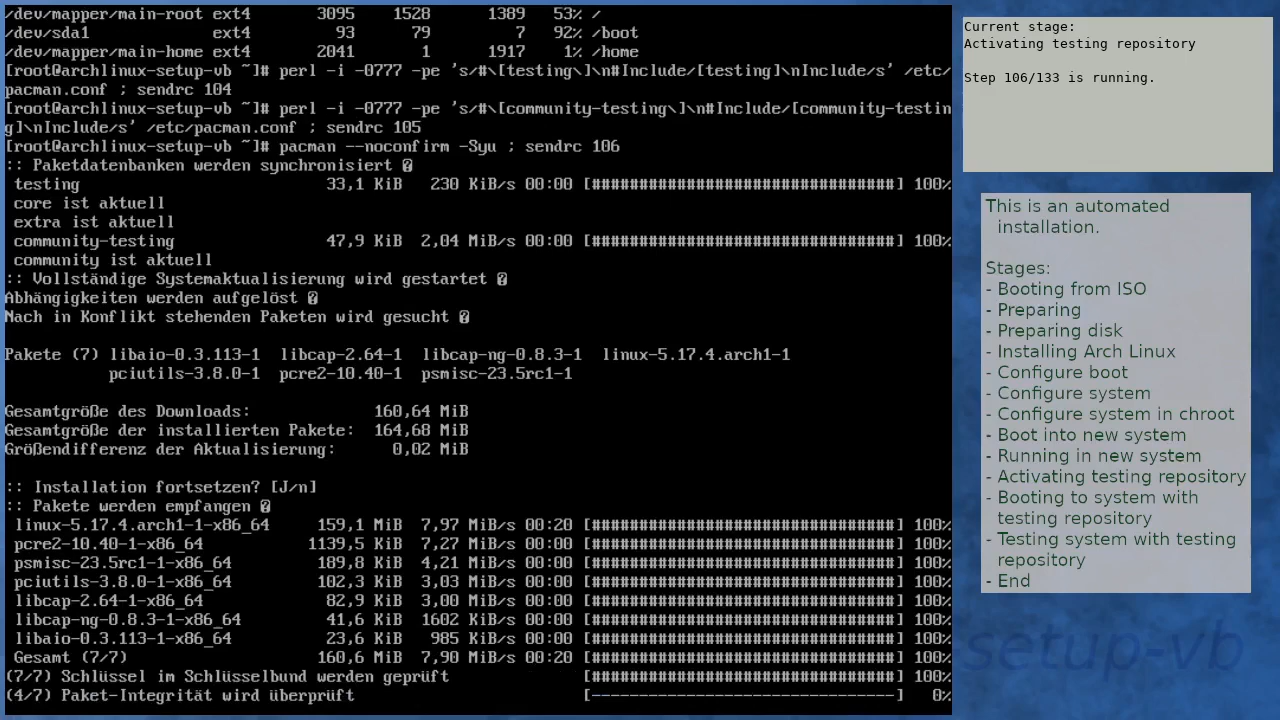 /dev/mapper/main-root ext4       3095    1528      1389   53% /
/dev/sda1             ext4         93      79         7   92% /boot
/dev/mapper/main-home ext4       2041       1      1917    1% /home
[root@archlinux-setup-vb ~]# perl -i -0777 -pe 's/#\[testing\]\n#Include/[testing]\nInclude/s' /etc/
pacman.conf ; sendrc 104
[root@archlinux-setup-vb ~]# perl -i -0777 -pe 's/#\[community-testing\]\n#Include/[community-testin
g]\nInclude/s' /etc/pacman.conf ; sendrc 105
[root@archlinux-setup-vb ~]# pacman --noconfirm -Syu ; sendrc 106
:: Paketdatenbanken werden synchronisiert �
 testing                          33,1 KiB   230 KiB/s 00:00 [################################] 100%
 core ist aktuell
 extra ist aktuell
 community-testing                47,9 KiB  2,04 MiB/s 00:00 [################################] 100%
 community ist aktuell
:: Vollständige Systemaktualisierung wird gestartet �
Abhängigkeiten werden aufgelöst �
Nach in Konflikt stehenden Paketen wird gesucht �
Pakete (7) libaio-0.3.113-1  libcap-2.64-1  libcap-ng-0.8.3-1  linux-5.17.4.arch1-1
           pciutils-3.8.0-1  pcre2-10.40-1  psmisc-23.5rc1-1
Gesamtgröße des Downloads:             160,64 MiB
Gesamtgröße der installierten Pakete:  164,68 MiB
Größendifferenz der Aktualisierung:      0,02 MiB
:: Installation fortsetzen? [J/n]
:: Pakete werden empfangen �
 linux-5.17.4.arch1-1-x86_64     159,1 MiB  7,97 MiB/s 00:20 [################################] 100%
 pcre2-10.40-1-x86_64           1139,5 KiB  7,27 MiB/s 00:00 [################################] 100%
 psmisc-23.5rc1-1-x86_64         189,8 KiB  4,21 MiB/s 00:00 [################################] 100%
 pciutils-3.8.0-1-x86_64         102,3 KiB  3,03 MiB/s 00:00 [################################] 100%
 libcap-2.64-1-x86_64             82,9 KiB  3,00 MiB/s 00:00 [################################] 100%
 libcap-ng-0.8.3-1-x86_64         41,6 KiB  1602 KiB/s 00:00 [################################] 100%
 libaio-0.3.113-1-x86_64          23,6 KiB   985 KiB/s 00:00 [################################] 100%
 Gesamt (7/7)                    160,6 MiB  7,90 MiB/s 00:20 [################################] 100%
(7/7) Schlüssel im Schlüsselbund werden geprüft              [################################] 100%
(4/7) Paket-Integrität wird überprüft                        [--------------------------------]   0%
Current stage:
Activating testing repository
Step 106/133 is running.
This is an automated
installation.
Stages:
- Booting from ISO
- Preparing
- Preparing disk
- Installing Arch Linux
- Configure boot
- Configure system
- Configure system in chroot
- Boot into new system
- Running in new system
- Activating testing repository
- Booting to system with
testing repository
- Testing system with testing
repository
- End
setup-vb